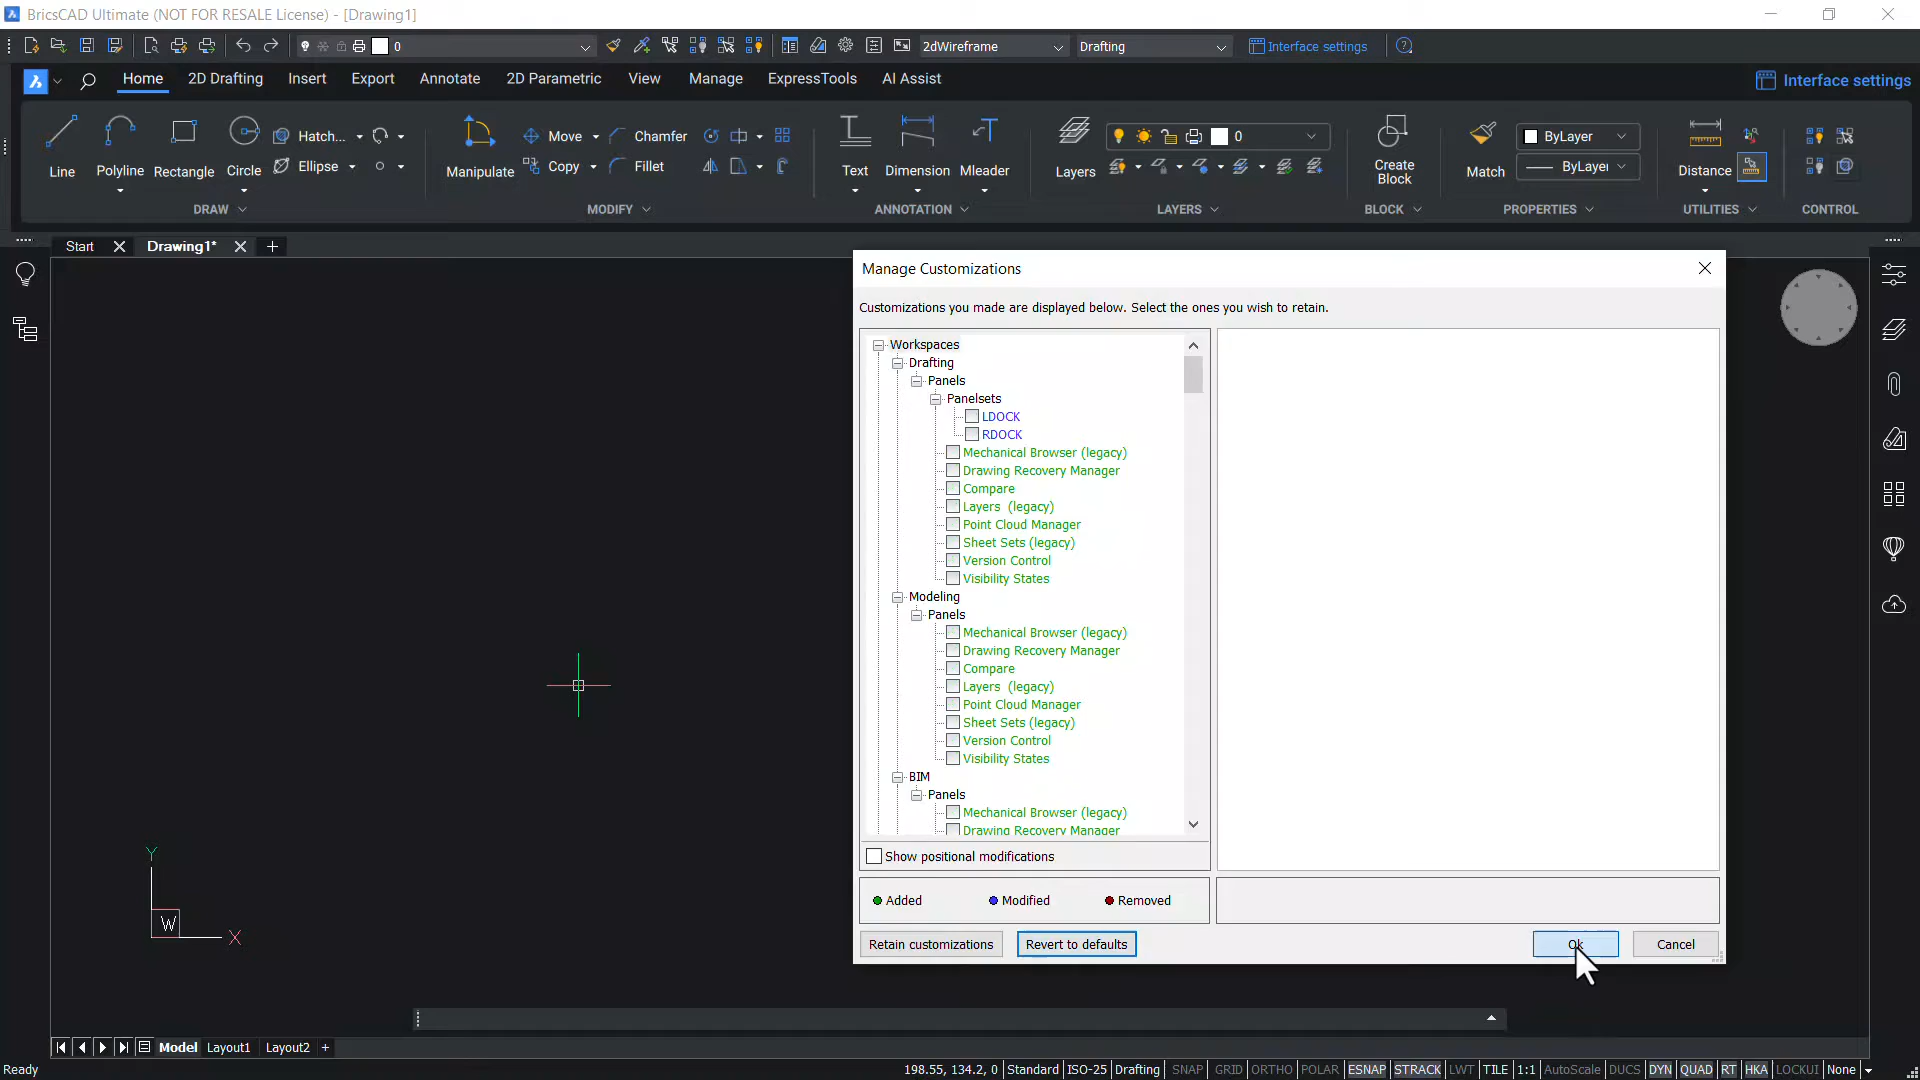 BricsCAD Ultimate (NOT FOR RESALE License) - [Drawing1]
0
2dWireframe
Drafting
Interface settings
Home
2D Drafting
Insert
Export
Annotate
2D Parametric
View
Manage
ExpressTools
AI Assist
Interface settings
Line
Polyline
Rectangle
Circle
Hatch...
Ellipse
DRAW
Manipulate
Move
Copy
Chamfer
Fillet
MODIFY
Text
Dimension
Mleader
ANNOTATION
Layers
0
LAYERS
Create
Block
BLOCK
Match
ByLayer
ByLayer
PROPERTIES
Distance
UTILITIES
CONTROL
Start
Drawing1*
Manage Customizations
Customizations you made are displayed below. Select the ones you wish to retain.
Workspaces
Drafting
Panels
Panelsets
LDOCK
RDOCK
Mechanical Browser (legacy)
Drawing Recovery Manager
Compare
Layers (legacy)
Point Cloud Manager
Sheet Sets (legacy)
Version Control
Visibility States
Modeling
Panels
Mechanical Browser (legacy)
Drawing Recovery Manager
Compare
Layers (legacy)
Point Cloud Manager
Sheet Sets (legacy)
Version Control
Visibility States
BIM
Panels
Mechanical Browser (legacy)
Drawing Recovery Manager
Show positional modifications
Added
Modified
Removed
Retain customizations
Revert to defaults
Ok
Cancel
Y
W
X
Model
Layout1
Layout2
Ready
198.55, 134.2, 0
Standard
ISO-25
Drafting
SNAP
GRID
ORTHO
POLAR
ESNAP
STRACK
LWT
TILE
1:1
AutoScale
DUCS
DYN
QUAD
RT
HKA
LOCKUI
None